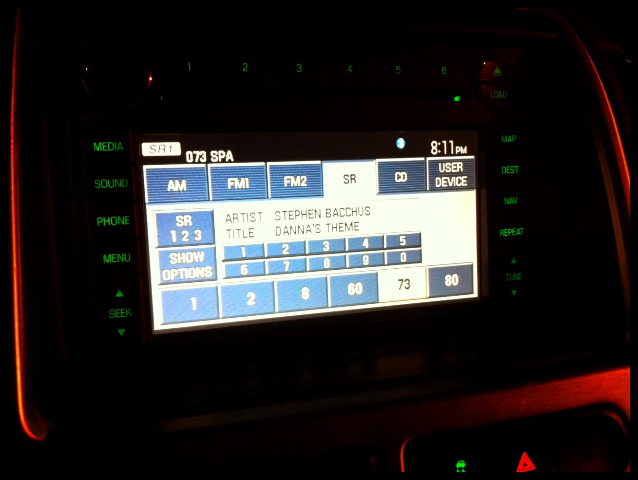 1 2 3 4 5 6
LOAD
MEDIA
SOUND
PHONE
MENU
SEEK
SR1 073 SPA 8:11PM
AM FM1 FM2 SR CD USER DEVICE
SR 1 2 3
ARTIST STEPHEN BACCHUS
TITLE DANNA'S THEME
SHOW OPTIONS
1 2 3 4 5
6 7 8 9 0
1 2 8 60 73 80
MAP
DEST
NAV
REPEAT
TUNE